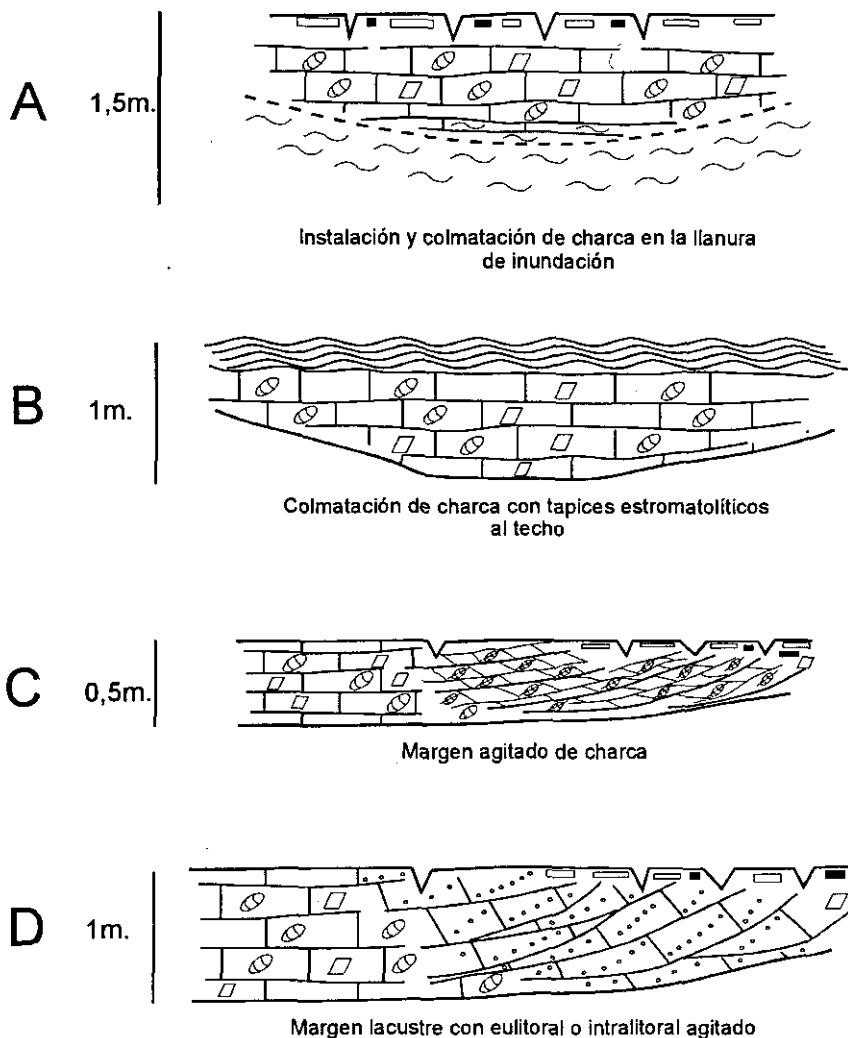 A
1,5m.
Instalación y colmatación de charca en la llanura
de inundación
B
1m.
Colmatación de charca con tapices estromatolíticos
al techo
C
0,5m.
Margen agitado de charca
D
1m.
Margen lacustre con eulitoral o intralitoral agitado